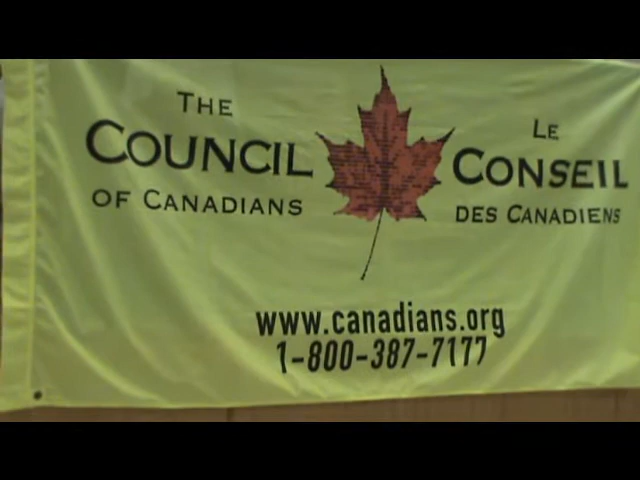 THE
COUNCIL
OF CANADIANS
LE
CONSEIL
DES CANADIENS
www.canadians.org
1-800-387-7177